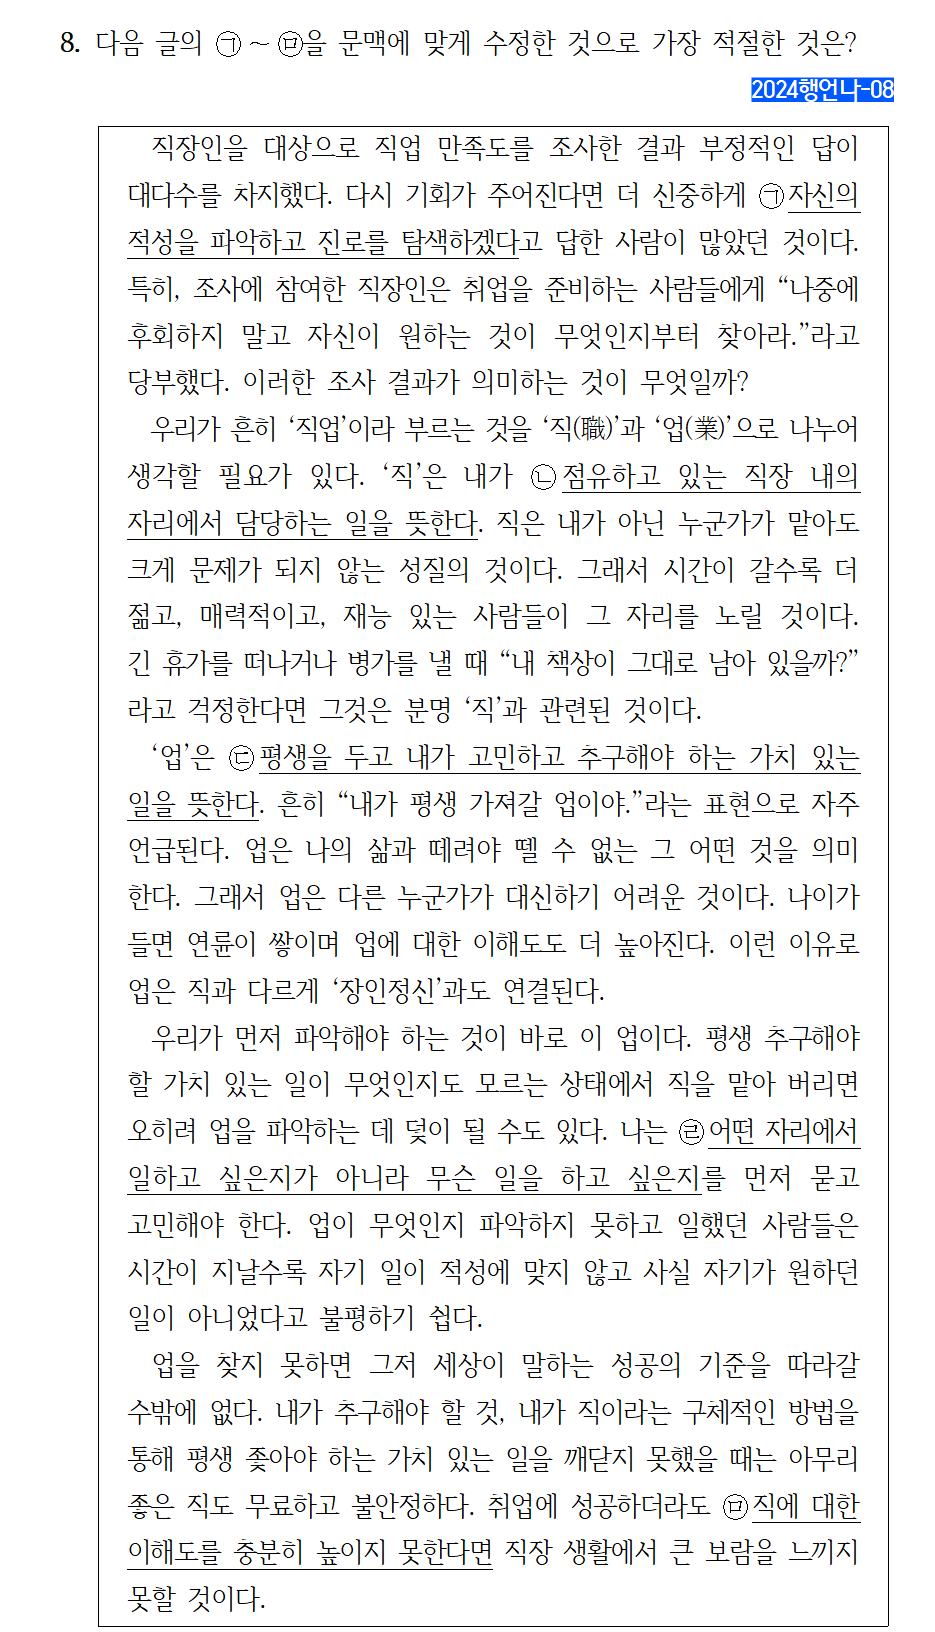 8. 다음 글의 ㉠ ~ ㉤을 문맥에 맞게 수정한 것으로 가장 적절한 것은?
2024행언나-08
직장인을 대상으로 직업 만족도를 조사한 결과 부정적인 답이
대다수를 차지했다. 다시 기회가 주어진다면 더 신중하게 ㉠자신의
적성을 파악하고 진로를 탐색하겠다고 답한 사람이 많았던 것이다.
특히, 조사에 참여한 직장인은 취업을 준비하는 사람들에게 “나중에
후회하지 말고 자신이 원하는 것이 무엇인지부터 찾아라.”라고
당부했다. 이러한 조사 결과가 의미하는 것이 무엇일까?
우리가 흔히 ‘직업’이라 부르는 것을 ‘직(職)’과 ‘업(業)’으로 나누어
생각할 필요가 있다. ‘직’은 내가 ㉡점유하고 있는 직장 내의
자리에서 담당하는 일을 뜻한다. 직은 내가 아닌 누군가가 맡아도
크게 문제가 되지 않는 성질의 것이다. 그래서 시간이 갈수록 더
젊고, 매력적이고, 재능 있는 사람들이 그 자리를 노릴 것이다.
긴 휴가를 떠나거나 병가를 낼 때 “내 책상이 그대로 남아 있을까?”
라고 걱정한다면 그것은 분명 ‘직’과 관련된 것이다.
‘업’은 ㉢평생을 두고 내가 고민하고 추구해야 하는 가치 있는
일을 뜻한다. 흔히 “내가 평생 가져갈 업이야.”라는 표현으로 자주
언급된다. 업은 나의 삶과 떼려야 뗄 수 없는 그 어떤 것을 의미
한다. 그래서 업은 다른 누군가가 대신하기 어려운 것이다. 나이가
들면 연륜이 쌓이며 업에 대한 이해도도 더 높아진다. 이런 이유로
업은 직과 다르게 ‘장인정신’과도 연결된다.
우리가 먼저 파악해야 하는 것이 바로 이 업이다. 평생 추구해야
할 가치 있는 일이 무엇인지도 모르는 상태에서 직을 맡아 버리면
오히려 업을 파악하는 데 덫이 될 수도 있다. 나는 ㉣어떤 자리에서
일하고 싶은지가 아니라 무슨 일을 하고 싶은지를 먼저 묻고
고민해야 한다. 업이 무엇인지 파악하지 못하고 일했던 사람들은
시간이 지날수록 자기 일이 적성에 맞지 않고 사실 자기가 원하던
일이 아니었다고 불평하기 쉽다.
업을 찾지 못하면 그저 세상이 말하는 성공의 기준을 따라갈
수밖에 없다. 내가 추구해야 할 것, 내가 직이라는 구체적인 방법을
통해 평생 좇아야 하는 가치 있는 일을 깨닫지 못했을 때는 아무리
좋은 직도 무료하고 불안정하다. 취업에 성공하더라도 ㉤직에 대한
이해도를 충분히 높이지 못한다면 직장 생활에서 큰 보람을 느끼지
못할 것이다.